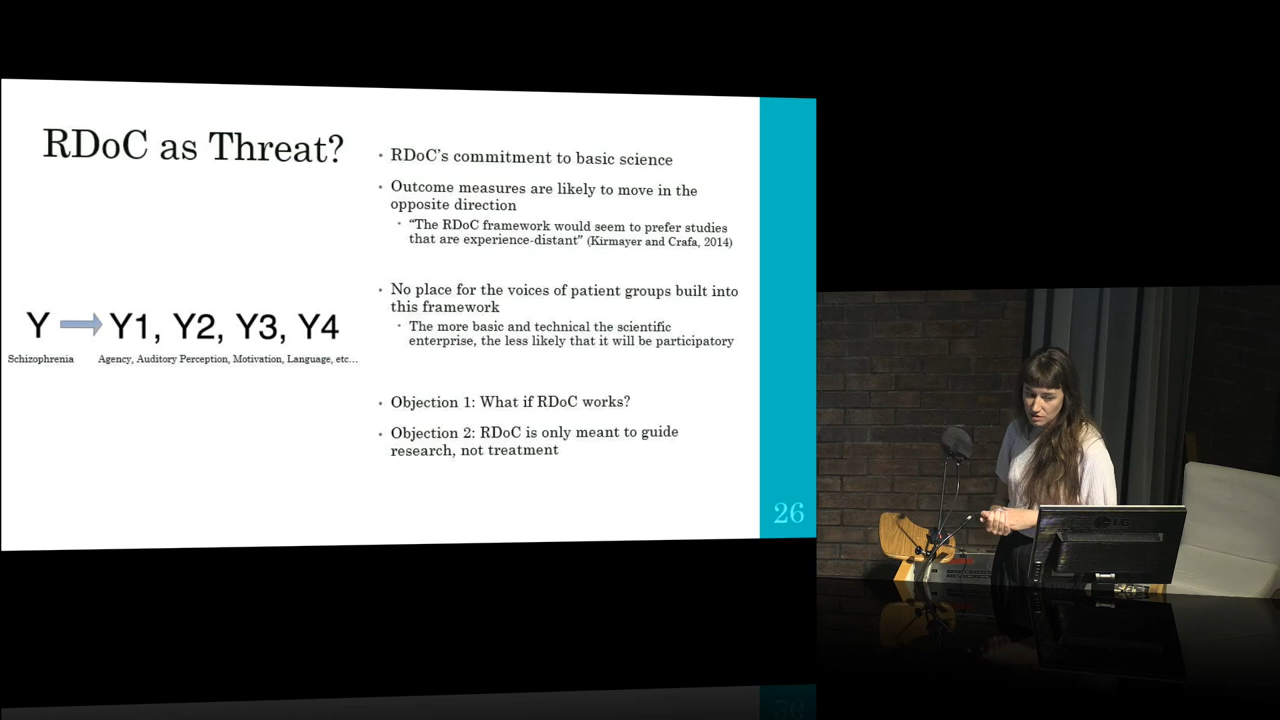 RDoC as Threat?
Y Y1, Y2, Y3, Y4
Schizophrenia Agency, Auditory Perception, Motivation, Language, etc...
• RDoC's commitment to basic science
• Outcome measures are likely to move in the
opposite direction
• “The RDoC framework would seem to prefer studies
that are experience-distant” (Kirmayer and Crafa, 2014)
• No place for the voices of patient groups built into
this framework
• The more basic and technical the scientific
enterprise, the less likely that it will be participatory
• Objection 1: What if RDoC works?
• Objection 2: RDoC is only meant to guide
research, not treatment
26
LG